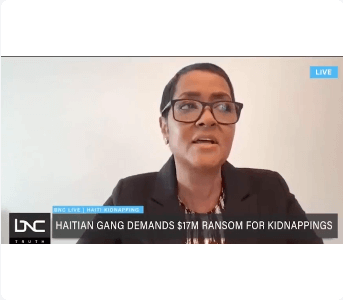 LIVE
BNC LIVE | HAITI KIDNAPPING
HAITIAN GANG DEMANDS $17M RANSOM FOR KIDNAPPINGS
BNC
TRUTH